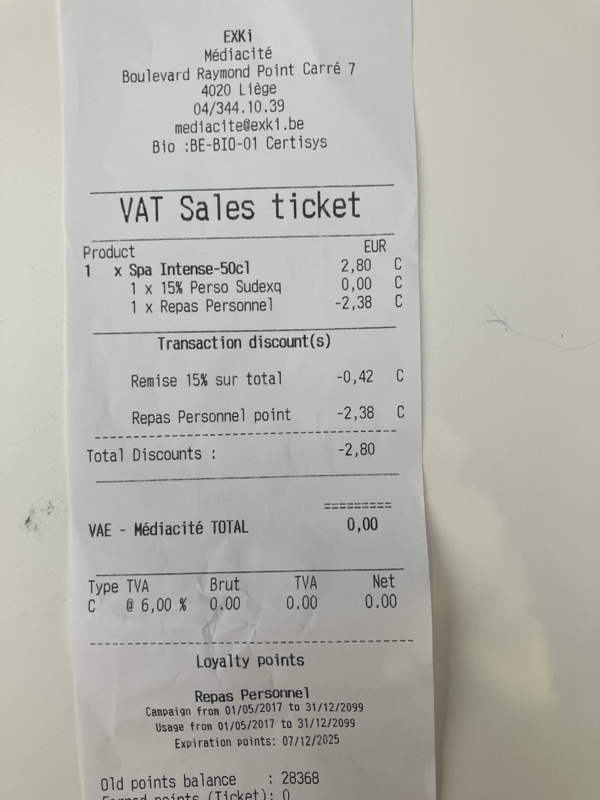 EXKi
Médiacité
Boulevard Raymond Point Carré 7
4020 Liège
04/344.10.39
mediacite@exki.be
Bio :BE-BIO-01 Certisys
VAT Sales ticket
Product EUR
1 x Spa Intense-50cl 2,80 C
1 x 15% Perso Sudexq 0,00 C
1 x Repas Personnel -2,38 C
Transaction discount(s)
Remise 15% sur total -0,42 C
Repas Personnel point -2,38 C
Total Discounts : -2,80
=========
VAE - Médiacité TOTAL 0,00
Type TVA Brut TVA Net
C @ 6,00 % 0.00 0.00 0.00
Loyalty points
Repas Personnel
Campaign from 01/05/2017 to 31/12/2099
Usage from 01/05/2017 to 31/12/2099
Expiration points: 07/12/2025
Old points balance : 28368
Earned points (Ticket): 0